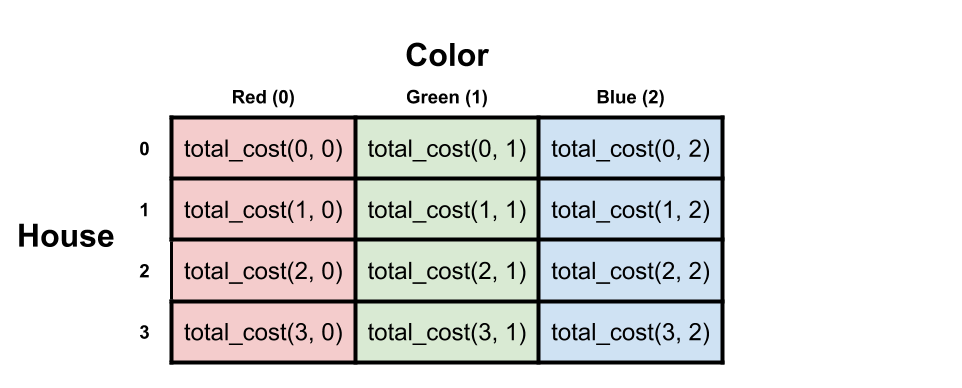 Color
Red (0) Green (1) Blue (2)
0 total_cost(0, 0) total_cost(0, 1) total_cost(0, 2)
1 total_cost(1, 0) total_cost(1, 1) total_cost(1, 2)
House
2 total_cost(2, 0) total_cost(2, 1) total_cost(2, 2)
3 total_cost(3, 0) total_cost(3, 1) total_cost(3, 2)